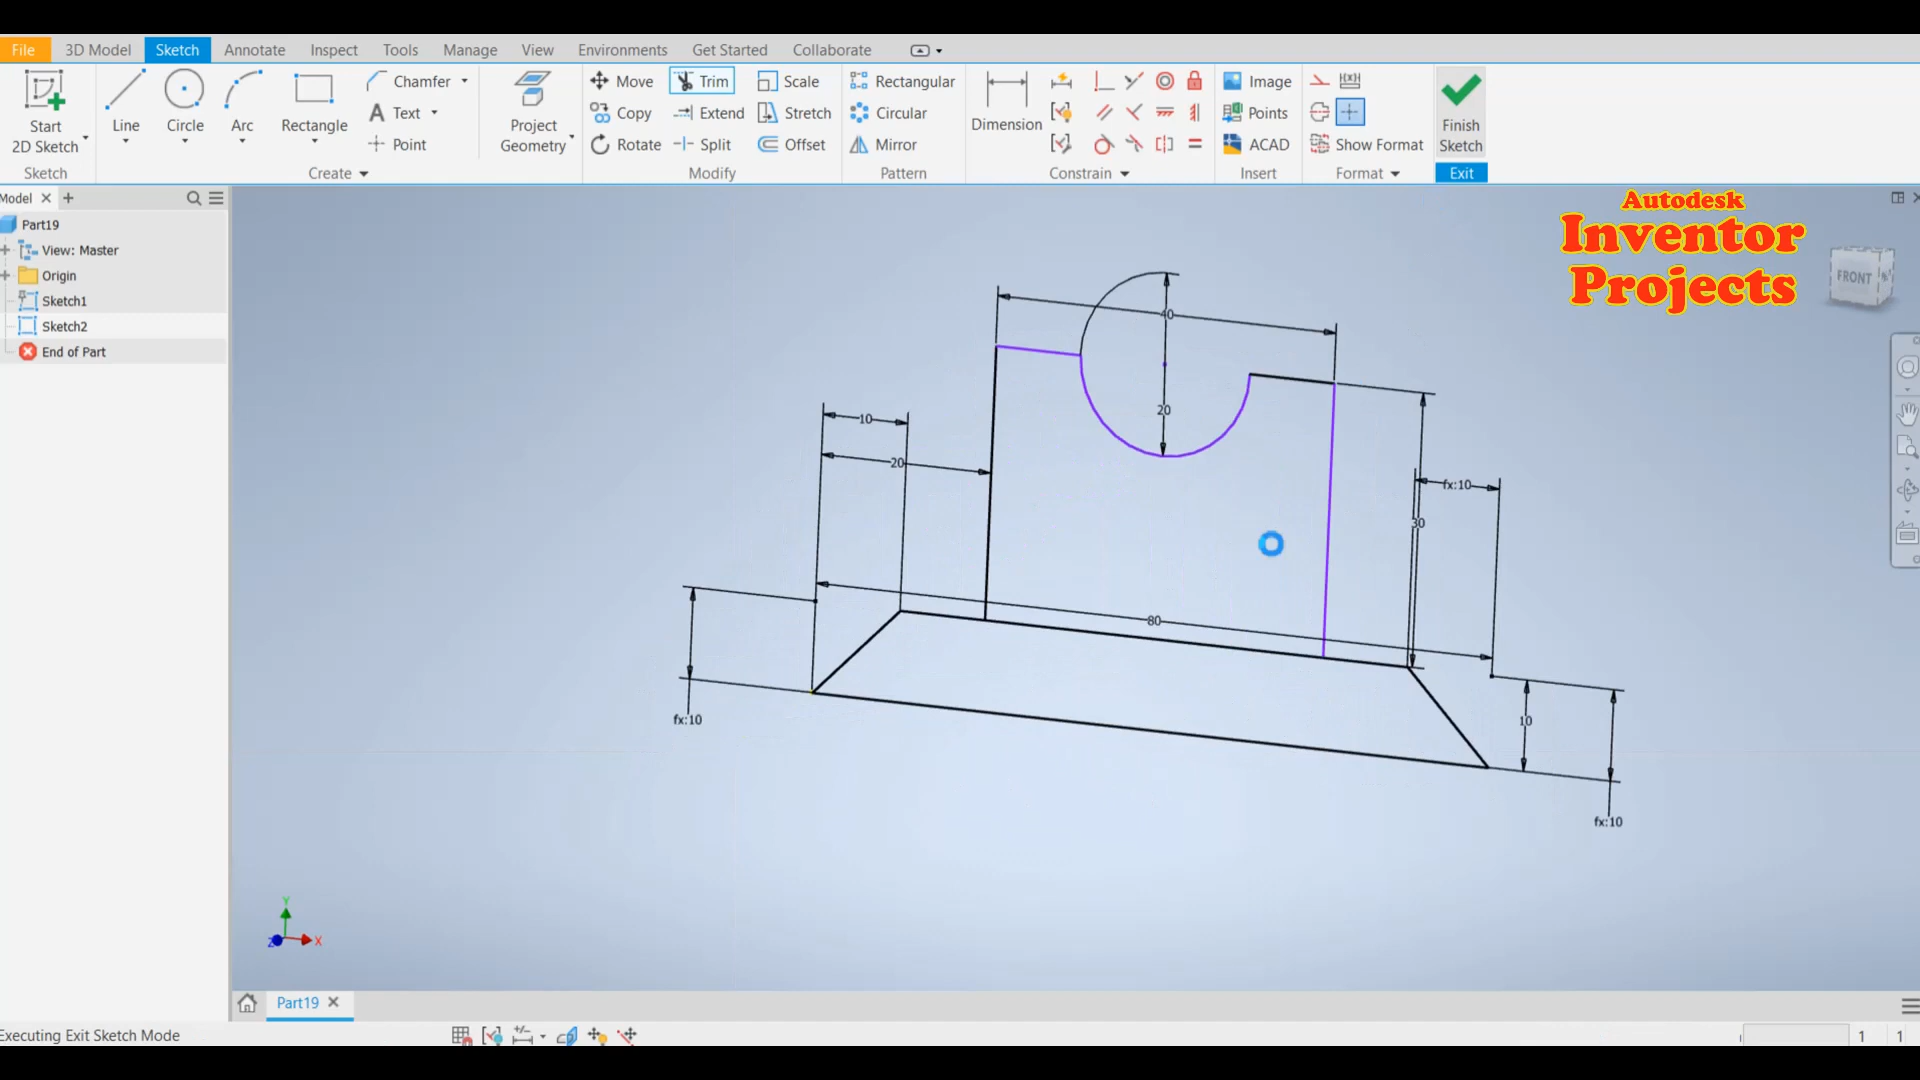 File 3D Model Sketch Annotate Inspect Tools Manage View Environments Get Started Collaborate
Start
2D Sketch
Line
Circle
Arc
Rectangle
Chamfer
Text
Point
Project
Geometry
Move
Copy
Rotate
Trim
Extend
Split
Scale
Stretch
Offset
Rectangular
Circular
Mirror
Dimension
Image
Points
ACAD
Show Format
Finish
Sketch
Sketch
Create
Modify
Pattern
Constrain
Insert
Format
Exit
Model
Part19
View: Master
Origin
Sketch1
Sketch2
End of Part
Autodesk
Inventor
Projects
FRONT
40
20
10
20
fx:10
30
80
fx:10
10
fx:10
Y
Z
X
Part19
Executing Exit Sketch Mode
1
1